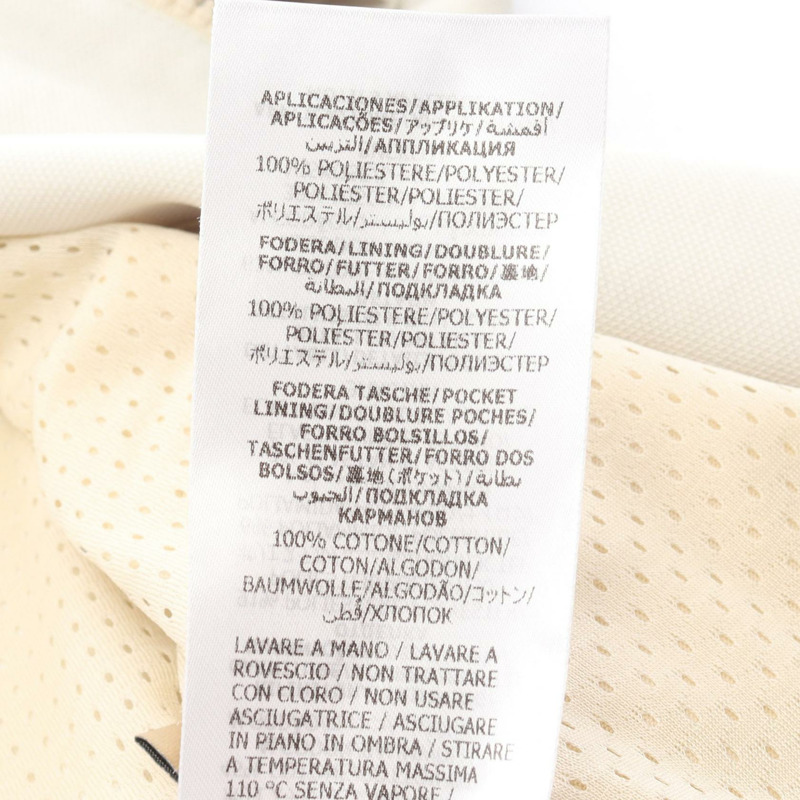 APLICACIONES/APPLIKATION/
APLICAÇÕES/アップリケ/أقمشة
التزيين/АППЛИКАЦИЯ
100% POLIESTERE/POLYESTER/
POLIÉSTER/POLIESTER/
ポリエステル/بوليستر/ПОЛИЭСТЕР
FODERA/LINING/DOUBLURE/
FORRO/FUTTER/FORRO/裏地/
البطانة/ПОДКЛАДКА
100% POLIESTERE/POLYESTER/
POLIÉSTER/POLIESTER/
ポリエステル/بوليستر/ПОЛИЭСТЕР
FODERA TASCHE/POCKET
LINING/DOUBLURE POCHES/
FORRO BOLSILLOS/
TASCHENFUTTER/FORRO DOS
BOLSOS/裏地(ポケット)/بطانة
الجيوب/ПОДКЛАДКА
КАРМАНОВ
100% COTONE/COTTON/
COTON/ALGODON/
BAUMWOLLE/ALGODÃO/コットン/
قطن/ХЛОПОК
LAVARE A MANO / LAVARE A
ROVESCIO / NON TRATTARE
CON CLORO / NON USARE
ASCIUGATRICE / ASCIUGARE
IN PIANO IN OMBRA / STIRARE
A TEMPERATURA MASSIMA
110 °C SENZA VAPORE /